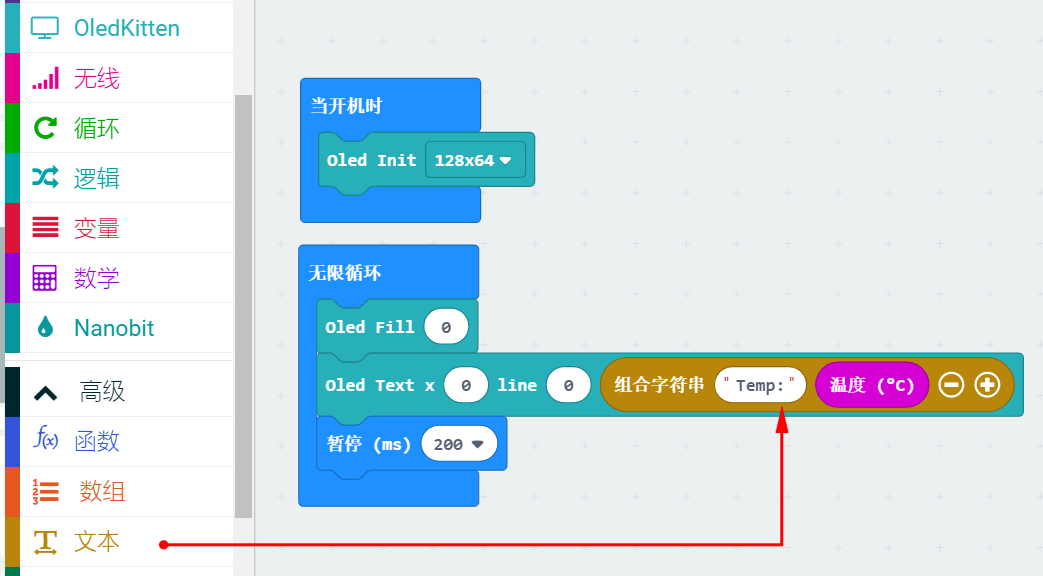 OledKitten
无线
循环
逻辑
变量
数学
Nanobit
高级
f(x) 函数
数组
文本
当开机时
Oled Init 128x64
无限循环
Oled Fill 0
Oled Text x 0 line 0 组合字符串 "Temp:" 温度 (°C)
暂停 (ms) 200